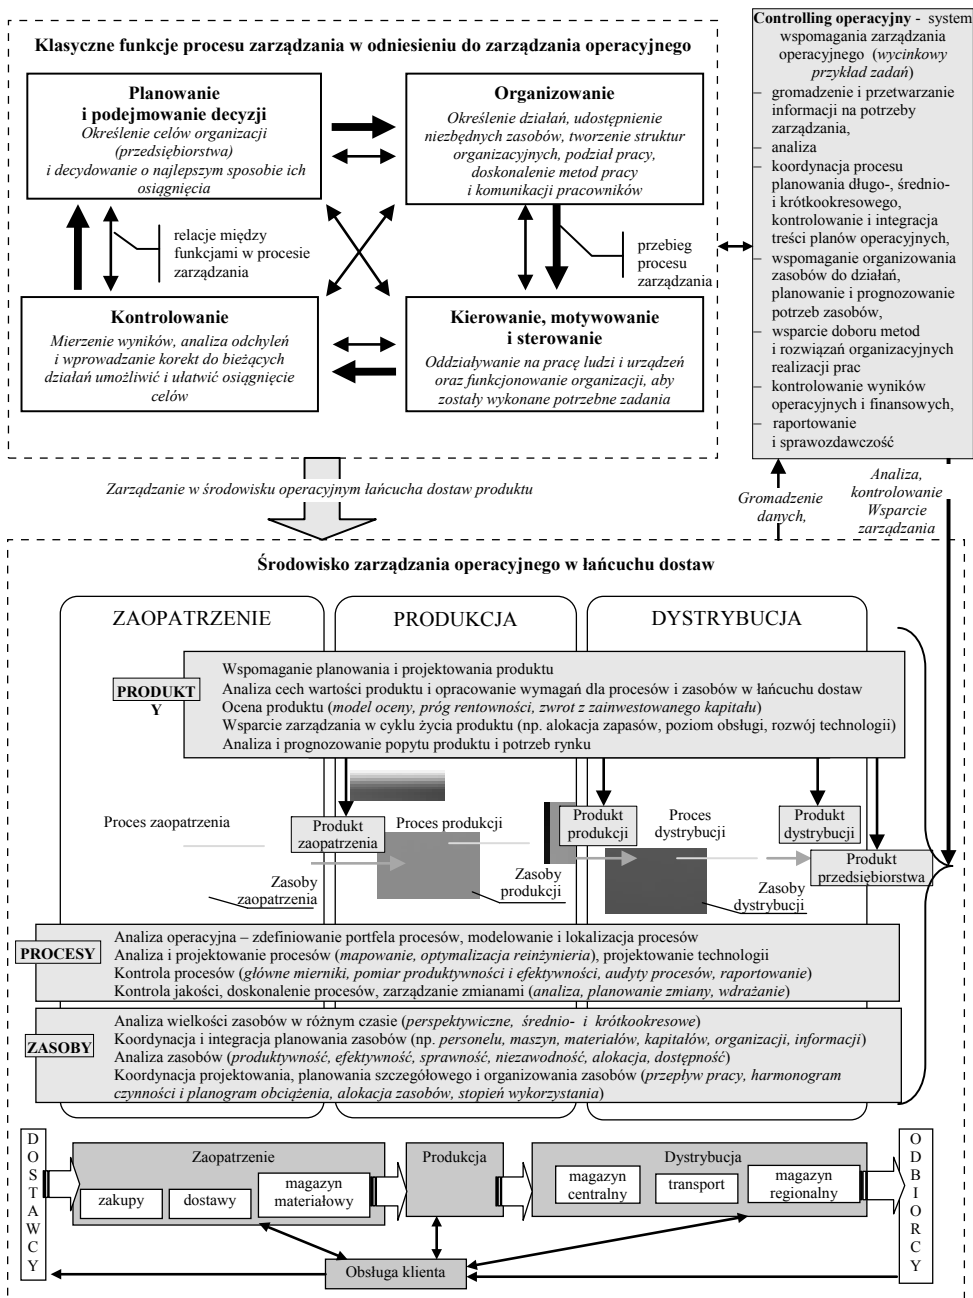 Klasyczne funkcje procesu zarządzania w odniesieniu do zarządzania operacyjnego
Planowanie
i podejmowanie decyzji
Określenie celów organizacji
(przedsiębiorstwa)
i decydowanie o najlepszym sposobie ich
osiągnięcia
Organizowanie
Określenie działań, udostępnienie
niezbędnych zasobów, tworzenie struktur
organizacyjnych, podział pracy,
doskonalenie metod pracy
i komunikacji pracowników
relacje między
funkcjami w procesie
zarządzania
przebieg
procesu
zarządzania
Kontrolowanie
Mierzenie wyników, analiza odchyleń
i wprowadzanie korekt do bieżących
działań umożliwić i ułatwić osiągnięcie
celów
Kierowanie, motywowanie
i sterowanie
Oddziaływanie na pracę ludzi i urządzeń
oraz funkcjonowanie organizacji, aby
zostały wykonane potrzebne zadania
Controlling operacyjny - system
wspomagania zarządzania
operacyjnego (wycinkowy
przykład zadań)
– gromadzenie i przetwarzanie
informacji na potrzeby
zarządzania,
– analiza
– koordynacja procesu
planowania długo-, średnio-
i krótkookresowego,
kontrolowanie i integracja
treści planów operacyjnych,
– wspomaganie organizowania
zasobów do działań,
planowanie i prognozowanie
potrzeb zasobów,
– wsparcie doboru metod
i rozwiązań organizacyjnych
realizacji prac
– kontrolowanie wyników
operacyjnych i finansowych,
– raportowanie
i sprawozdawczość
Zarządzanie w środowisku operacyjnym łańcucha dostaw produktu
Gromadzenie
danych,
Analiza,
kontrolowanie
Wsparcie
zarządzania
Środowisko zarządzania operacyjnego w łańcuchu dostaw
ZAOPATRZENIE
PRODUKCJA
DYSTRYBUCJA
PRODUKT
Y
Wspomaganie planowania i projektowania produktu
Analiza cech wartości produktu i opracowanie wymagań dla procesów i zasobów w łańcuchu dostaw
Ocena produktu (model oceny, próg rentowności, zwrot z zainwestowanego kapitału)
Wsparcie zarządzania w cyklu życia produktu (np. alokacja zapasów, poziom obsługi, rozwój technologii)
Analiza i prognozowanie popytu produktu i potrzeb rynku
Proces zaopatrzenia
Produkt
zaopatrzenia
Proces produkcji
Produkt
produkcji
Proces
dystrybucji
Produkt
dystrybucji
Produkt
przedsiębiorstwa
Zasoby
zaopatrzenia
Zasoby
produkcji
Zasoby
dystrybucji
PROCESY
Analiza operacyjna – zdefiniowanie portfela procesów, modelowanie i lokalizacja procesów
Analiza i projektowanie procesów (mapowanie, optymalizacja reinżynieria), projektowanie technologii
Kontrola procesów (główne mierniki, pomiar produktywności i efektywności, audyty procesów, raportowanie)
Kontrola jakości, doskonalenie procesów, zarządzanie zmianami (analiza, planowanie zmiany, wdrażanie)
ZASOBY
Analiza wielkości zasobów w różnym czasie (perspektywiczne, średnio- i krótkookresowe)
Koordynacja i integracja planowania zasobów (np. personelu, maszyn, materiałów, kapitałów, organizacji, informacji)
Analiza zasobów (produktywność, efektywność, sprawność, niezawodność, alokacja, dostępność)
Koordynacja projektowania, planowania szczegółowego i organizowania zasobów (przepływ pracy, harmonogram
czynności i planogram obciążenia, alokacja zasobów, stopień wykorzystania)
DOSTAWCY
Zaopatrzenie
zakupy
dostawy
magazyn
materiałowy
Produkcja
Dystrybucja
magazyn
centralny
transport
magazyn
regionalny
ODBIORCY
Obsługa klienta